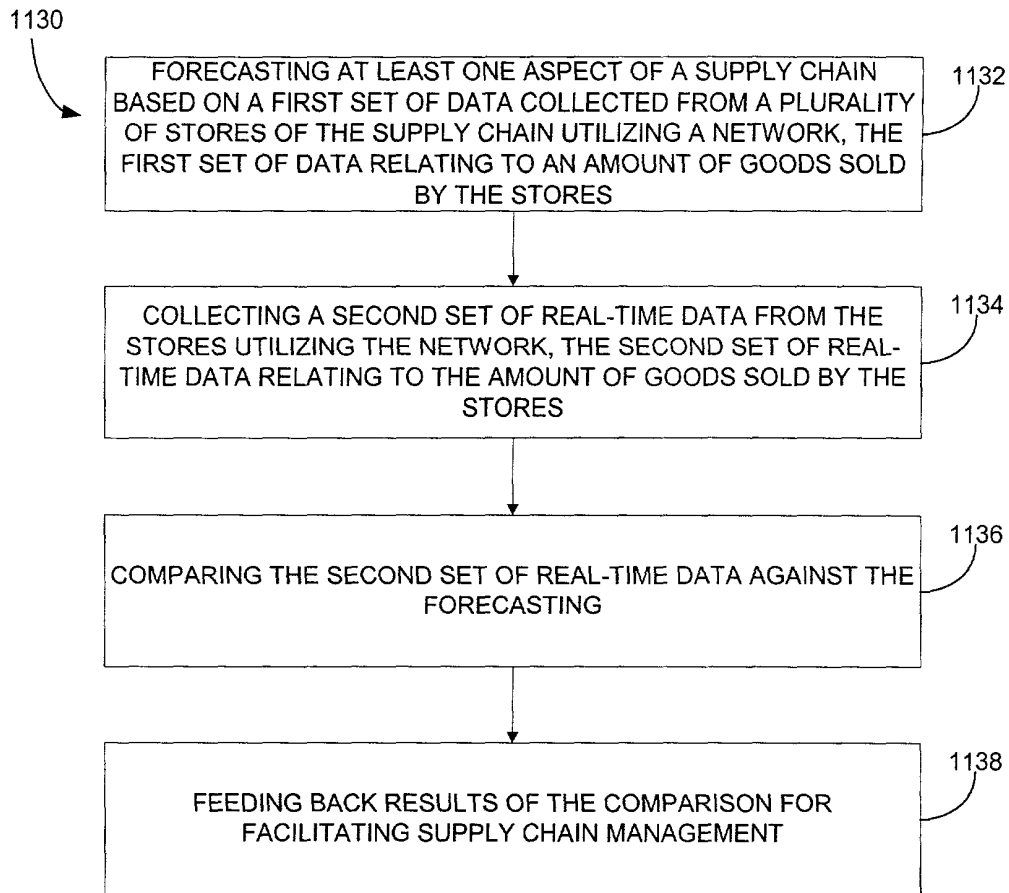 1130
FORECASTING AT LEAST ONE ASPECT OF A SUPPLY CHAIN
BASED ON A FIRST SET OF DATA COLLECTED FROM A PLURALITY
OF STORES OF THE SUPPLY CHAIN UTILIZING A NETWORK, THE
FIRST SET OF DATA RELATING TO AN AMOUNT OF GOODS SOLD
BY THE STORES
1132
COLLECTING A SECOND SET OF REAL-TIME DATA FROM THE
STORES UTILIZING THE NETWORK, THE SECOND SET OF REAL-
TIME DATA RELATING TO THE AMOUNT OF GOODS SOLD BY THE
STORES
1134
COMPARING THE SECOND SET OF REAL-TIME DATA AGAINST THE
FORECASTING
1136
FEEDING BACK RESULTS OF THE COMPARISON FOR
FACILITATING SUPPLY CHAIN MANAGEMENT
1138